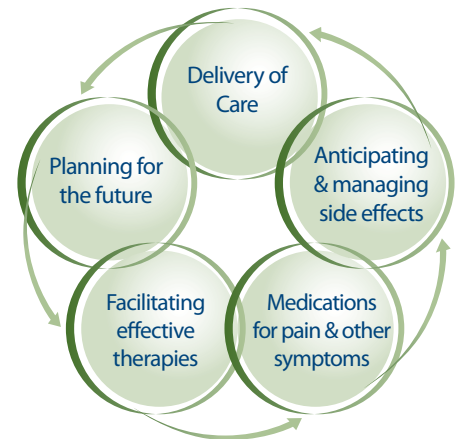 Delivery of
Care
Planning for
the future
Anticipating
& managing
side effects
Facilitating
effective
therapies
Medications
for pain & other
symptoms